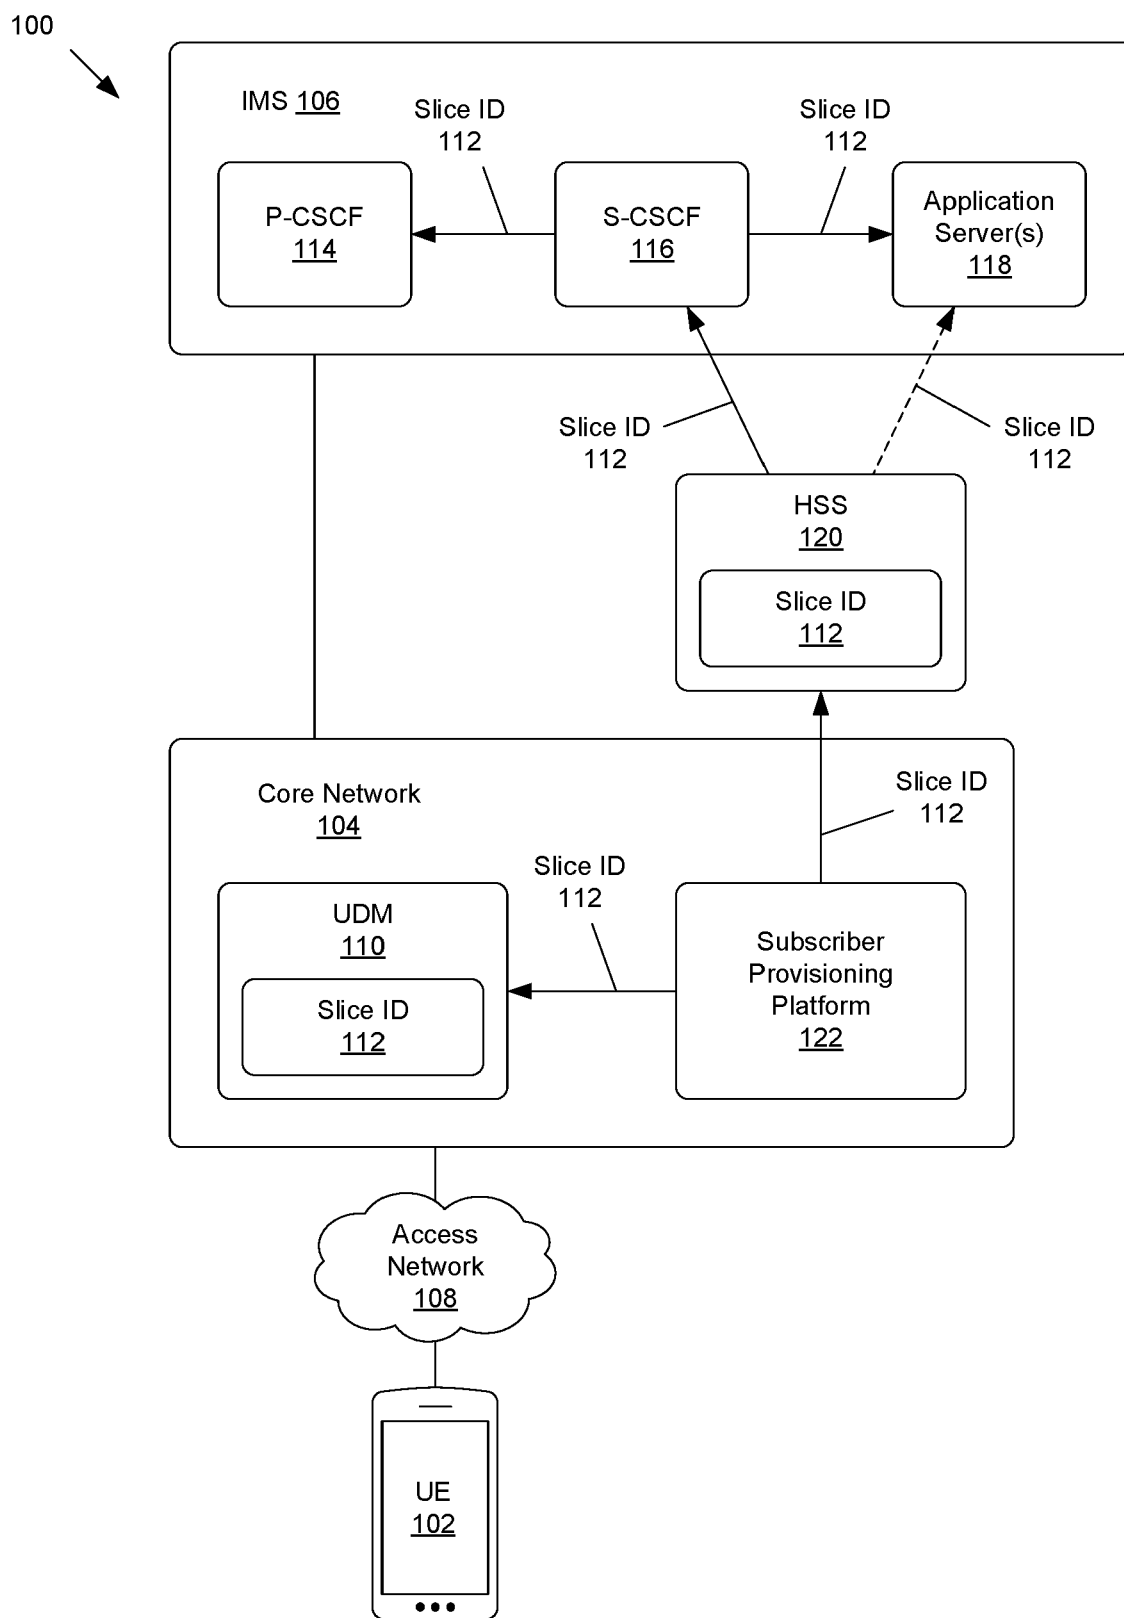 100
IMS 106
Slice ID
112
Slice ID
112
P-CSCF
114
S-CSCF
116
Application
Server(s)
118
Slice ID
112
Slice ID
112
HSS
120
Slice ID
112
Core Network
104
Slice ID
112
Slice ID
112
UDM
110
Slice ID
112
Subscriber
Provisioning
Platform
122
Access
Network
108
UE
102